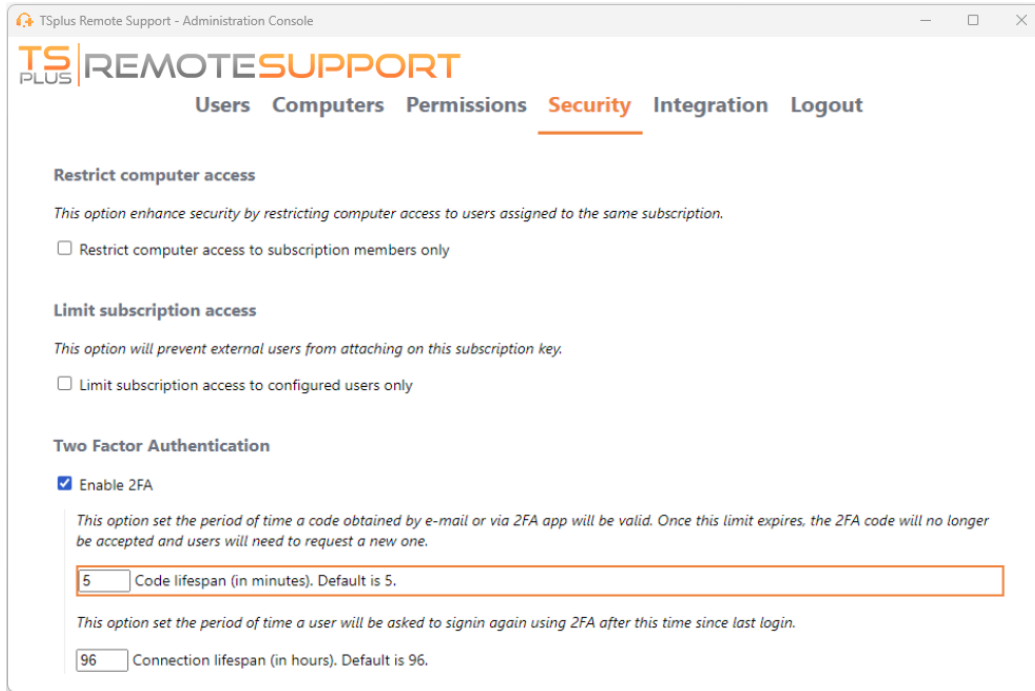 TSplus Remote Support - Administration Console
TS PLUS REMOTESUPPORT
Users Computers Permissions Security Integration Logout
Restrict computer access
This option enhance security by restricting computer access to users assigned to the same subscription.
Restrict computer access to subscription members only
Limit subscription access
This option will prevent external users from attaching on this subscription key.
Limit subscription access to configured users only
Two Factor Authentication
Enable 2FA
This option set the period of time a code obtained by e-mail or via 2FA app will be valid. Once this limit expires, the 2FA code will no longer
be accepted and users will need to request a new one.
5 Code lifespan (in minutes). Default is 5.
This option set the period of time a user will be asked to signin again using 2FA after this time since last login.
96 Connection lifespan (in hours). Default is 96.